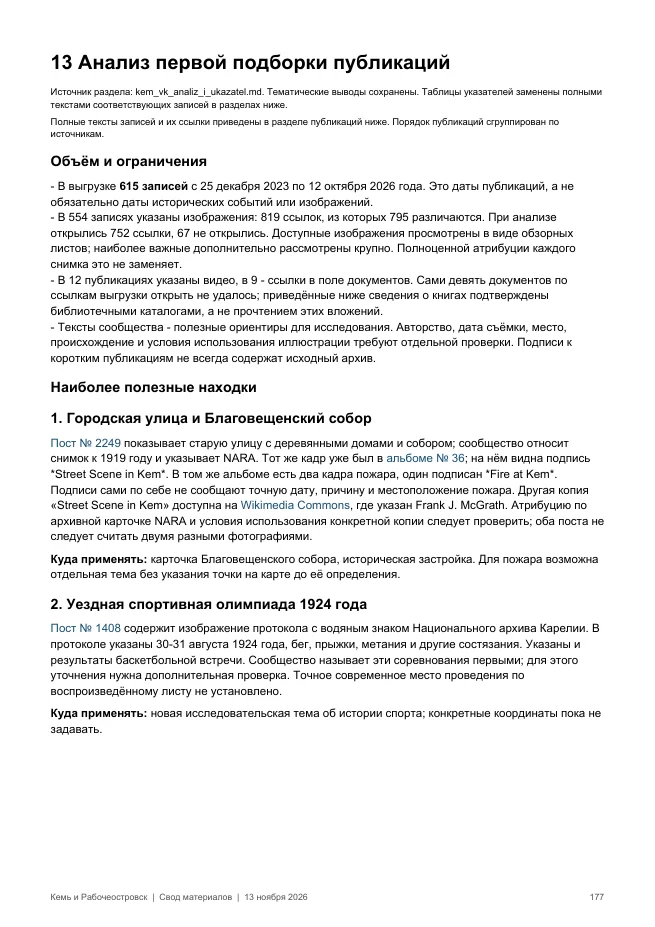 13 Анализ первой подборки публикаций
Источник раздела: kem_vk_analiz_i_ukazatel.md. Тематические выводы сохранены. Таблицы указателей заменены полными
текстами соответствующих записей в разделах ниже.
Полные тексты записей и их ссылки приведены в разделе публикаций ниже. Порядок публикаций сгруппирован по
источникам.
Объём и ограничения
- В выгрузке 615 записей с 25 декабря 2023 по 12 октября 2026 года. Это даты публикаций, а не
обязательно даты исторических событий или изображений.
- В 554 записях указаны изображения: 819 ссылок, из которых 795 различаются. При анализе
открылись 752 ссылки, 67 не открылись. Доступные изображения просмотрены в виде обзорных
листов; наиболее важные дополнительно рассмотрены крупно. Полноценной атрибуции каждого
снимка это не заменяет.
- В 12 публикациях указаны видео, в 9 - ссылки в поле документов. Сами девять документов по
ссылкам выгрузки открыть не удалось; приведённые ниже сведения о книгах подтверждены
библиотечными каталогами, а не прочтением этих вложений.
- Тексты сообщества - полезные ориентиры для исследования. Авторство, дата съёмки, место,
происхождение и условия использования иллюстрации требуют отдельной проверки. Подписи к
коротким публикациям не всегда содержат исходный архив.
Наиболее полезные находки
1. Городская улица и Благовещенский собор
Пост № 2249 показывает старую улицу с деревянными домами и собором; сообщество относит
снимок к 1919 году и указывает NARA. Тот же кадр уже был в альбоме № 36; на нём видна подпись
*Street Scene in Kem*. В том же альбоме есть два кадра пожара, один подписан *Fire at Kem*.
Подписи сами по себе не сообщают точную дату, причину и местоположение пожара. Другая копия
«Street Scene in Kem» доступна на Wikimedia Commons, где указан Frank J. McGrath. Атрибуцию по
архивной карточке NARA и условия использования конкретной копии следует проверить; оба поста не
следует считать двумя разными фотографиями.
Куда применять: карточка Благовещенского собора, историческая застройка. Для пожара возможна
отдельная тема без указания точки на карте до её определения.
2. Уездная спортивная олимпиада 1924 года
Пост № 1408 содержит изображение протокола с водяным знаком Национального архива Карелии. В
протоколе указаны 30-31 августа 1924 года, бег, прыжки, метания и другие состязания. Указаны и
результаты баскетбольной встречи. Сообщество называет эти соревнования первыми; для этого
уточнения нужна дополнительная проверка. Точное современное место проведения по
воспроизведённому листу не установлено.
Куда применять: новая исследовательская тема об истории спорта; конкретные координаты пока не
задавать.
Кемь и Рабочеостровск | Свод материалов | 13 ноября 2026
177